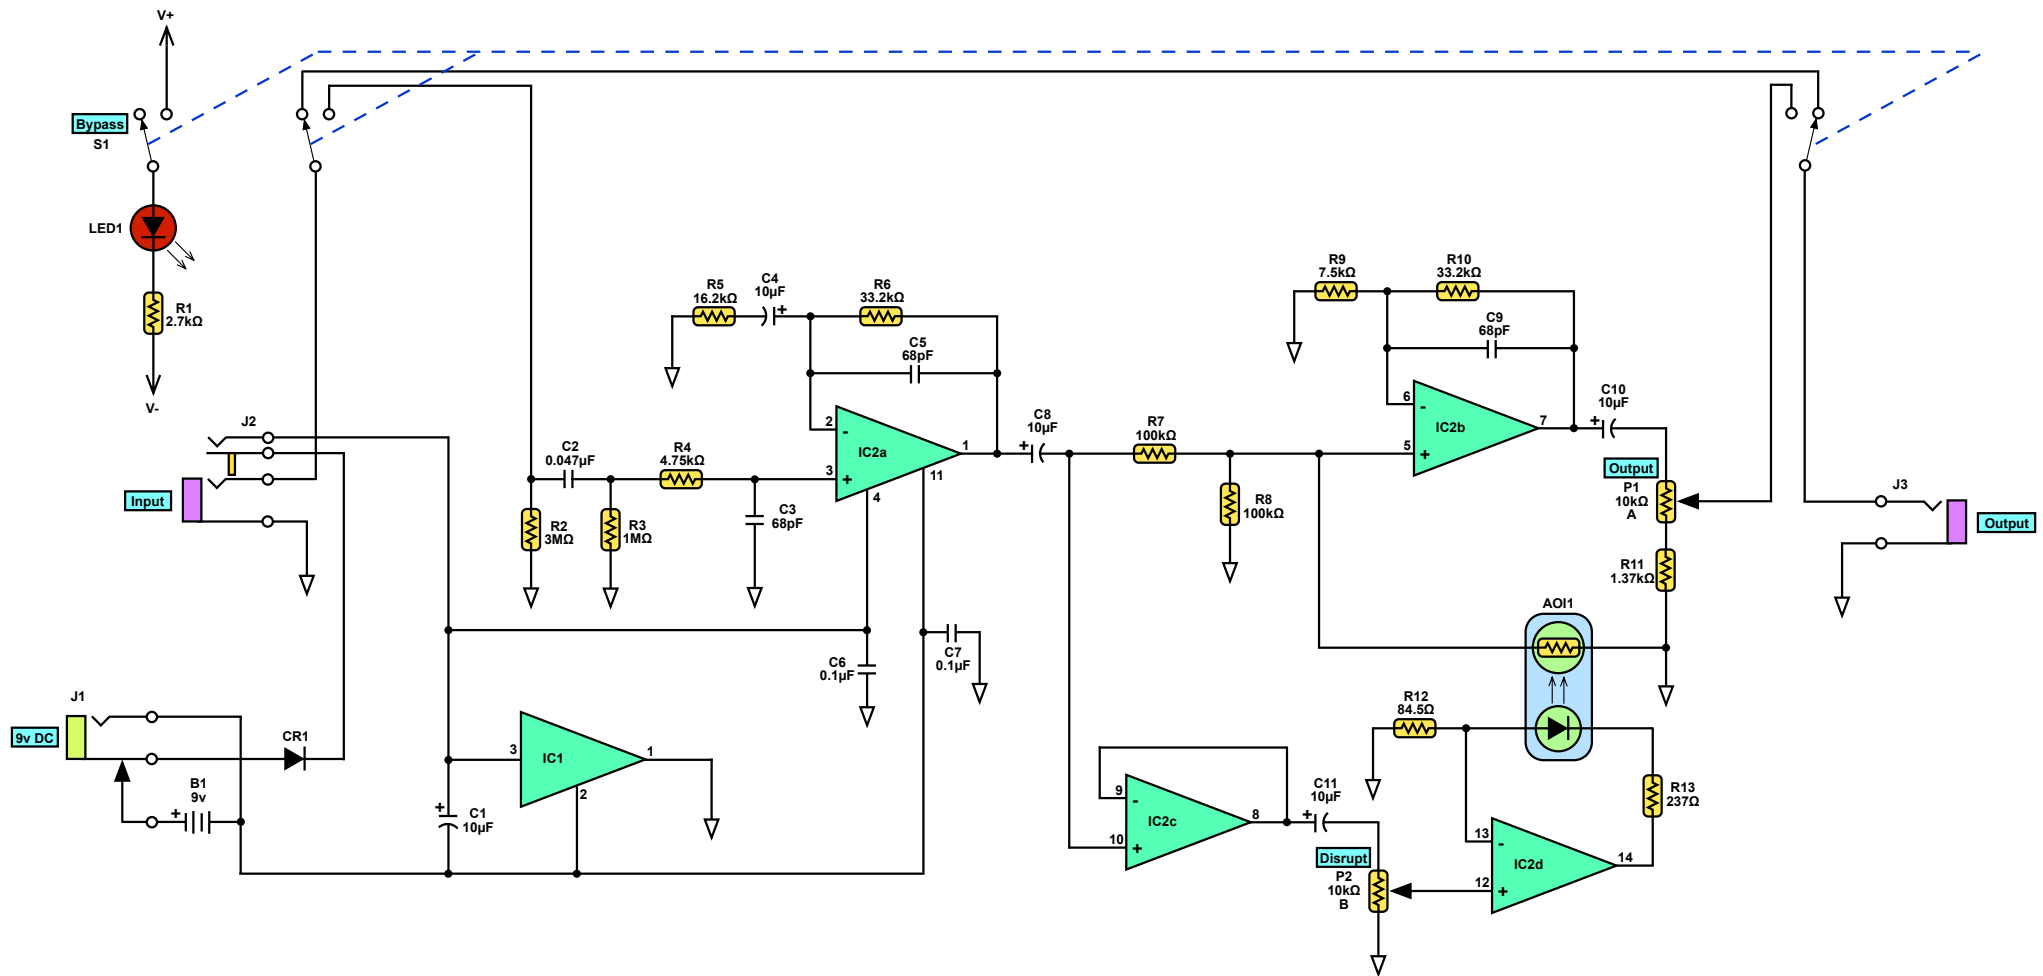 V+
Bypass
S1
LED1
R1
2.7kΩ
V-
J2
Input
J1
9v DC
CR1
B1
9v
+
+
C1
10µF
IC1
3
1
2
C2
0.047µF
R2
3MΩ
R3
1MΩ
R4
4.75kΩ
C3
68pF
R5
16.2kΩ
C4
10µF
+
R6
33.2kΩ
C5
68pF
2
-
IC2a
3
+
1
11
4
C6
0.1µF
C7
0.1µF
C8
10µF
+
R7
100kΩ
R8
100kΩ
R9
7.5kΩ
R10
33.2kΩ
C9
68pF
6
-
IC2b
5
+
7
C10
10µF
+
Output
P1
10kΩ
A
R11
1.37kΩ
AOI1
R12
84.5Ω
R13
237Ω
9
-
IC2c
10
+
8
C11
10µF
+
Disrupt
P2
10kΩ
B
13
-
IC2d
12
+
14
J3
Output